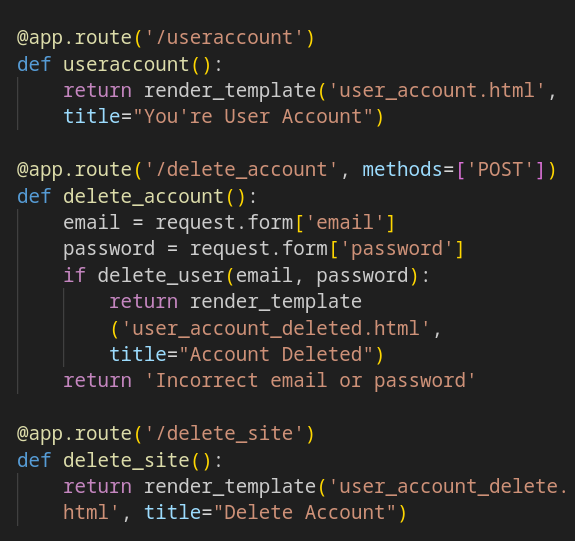 @app.route('/useraccount')
def useraccount():
    return render_template('user_account.html',
    title="You're User Account")

@app.route('/delete_account', methods=['POST'])
def delete_account():
    email = request.form['email']
    password = request.form['password']
    if delete_user(email, password):
        return render_template
        ('user_account_deleted.html',
        title="Account Deleted")
    return 'Incorrect email or password'

@app.route('/delete_site')
def delete_site():
    return render_template('user_account_delete.
    html', title="Delete Account")